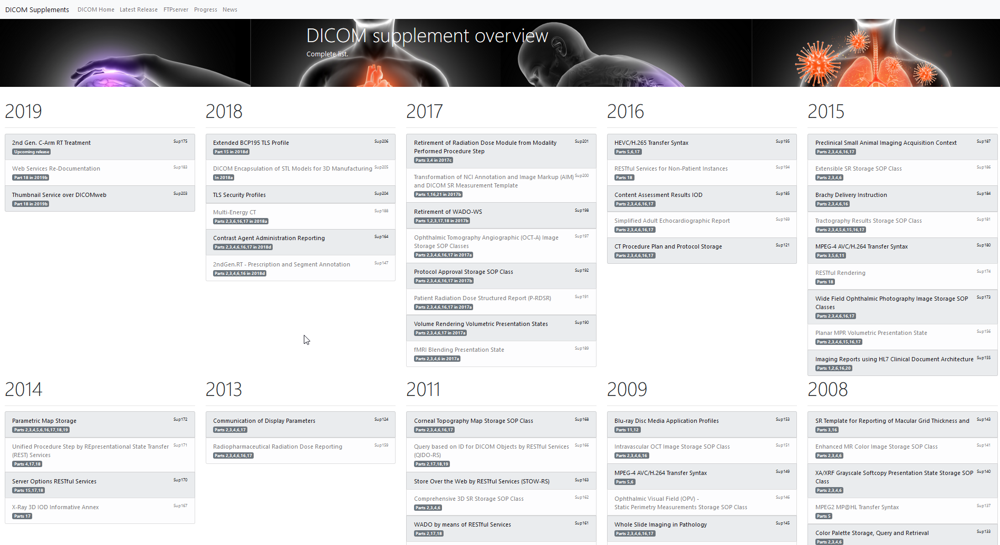 DICOM Supplements DICOM Home Latest Release FTPserver Progress News
DICOM supplement overview
Complete list.
2019
2nd Gen. C-Arm RT Treatment Sup175
Upcoming release
Web Services Re-Documentation Sup183
Part 18 in 2019b
Thumbnail Service over DICOMweb Sup203
Part 18 in 2019b
2018
Extended BCP195 TLS Profile Sup206
Part 15 in 2018d
DICOM Encapsulation of STL Models for 3D Manufacturing Sup205
In 2018a
TLS Security Profiles Sup204
Multi-Energy CT Sup188
Parts 2,3,6,16,17 in 2018a
Contrast Agent Administration Reporting Sup164
Parts 2,3,4,6,16,17 in 2018d
2ndGen.RT - Prescription and Segment Annotation Sup147
Parts 2,3,4,6,16 in 2018d
2017
Retirement of Radiation Dose Module from Modality Sup201
Performed Procedure Step
Parts 3,4 in 2017c
Transformation of NCI Annotation and Image Markup (AIM) Sup200
and DICOM SR Measurement Template
Parts 1,16,21 in 2017b
Retirement of WADO-WS Sup198
Parts 1,2,3,17,18 in 2017b
Ophthalmic Tomography Angiographic (OCT-A) Image Sup197
Storage SOP Classes
Parts 2,3,4,6,16,17 in 2017a
Protocol Approval Storage SOP Class Sup192
Parts 2,3,4,6,16,17 in 2017b
Patient Radiation Dose Structured Report (P-RDSR) Sup191
Parts 2,3,4,6,16,17 in 2017a
Volume Rendering Volumetric Presentation States Sup190
Parts 2,3,4,6,17 in 2017a
fMRI Blending Presentation State Sup189
Parts 2,3,4,6 in 2017a
2016
HEVC/H.265 Transfer Syntax Sup195
Parts 5,6,17
RESTful Services for Non-Patient Instances Sup194
Parts 18
Content Assessment Results IOD Sup185
Parts 2,3,4,6,16,17
Simplified Adult Echocardiographic Report Sup169
Parts 2,3,4,6,16,17
CT Procedure Plan and Protocol Storage Sup121
Parts 2,3,4,6,16,17
2015
Preclinical Small Animal Imaging Acquisition Context Sup187
Parts 2,3,4,6,16,17
Extensible SR Storage SOP Class Sup186
Parts 2,3,4,6
Brachy Delivery Instruction Sup184
Parts 2,3,4,6,16
Tractography Results Storage SOP Class Sup181
Parts 2,3,4,5,6,15,16,17
MPEG-4 AVC/H.264 Transfer Syntax Sup180
Parts 3,5,6,11
RESTful Rendering Sup174
Parts 18
Wide Field Ophthalmic Photography Image Storage SOP Sup173
Classes
Parts 2,3,4,6,16,17
Planar MPR Volumetric Presentation State Sup156
Parts 2,3,4,6,15,16,17
Imaging Reports using HL7 Clinical Document Architecture Sup155
Parts 1,2,6,16,20
2014
Parametric Map Storage Sup172
Parts 2,3,4,5,6,16,17,18,19
Unified Procedure Step by REpresentational State Transfer Sup171
(REST) Services
Parts 4,17,18
Server Options RESTful Services Sup170
Parts 15,17,18
X-Ray 3D IOD Informative Annex Sup167
Parts 17
2013
Communication of Display Parameters Sup124
Parts 2,3,4,6,17
Radiopharmaceutical Radiation Dose Reporting Sup159
Parts 2,3,4,6,16,17
2011
Corneal Topography Map Storage SOP Class Sup168
Parts 2,3,4,6,16,17
Query based on ID for DICOM Objects by RESTful Services Sup166
(QIDO-RS)
Parts 2,17,18,19
Store Over the Web by RESTful Services (STOW-RS) Sup163
Comprehensive 3D SR Storage SOP Class Sup162
Parts 2,3,4,6
WADO by means of RESTful Services Sup161
Parts 2,17,18
2009
Blu-ray Disc Media Application Profiles Sup153
Parts 11,12
Intravascular OCT Image Storage SOP Class Sup151
Parts 2,3,4,6,16
MPEG-4 AVC/H.264 Transfer Syntax Sup149
Parts 5,6
Ophthalmic Visual Field (OPV) - Sup146
Static Perimetry Measurements Storage SOP Class
Whole Slide Imaging in Pathology Sup145
Parts 2,3,4,6,16,17
2008
SR Template for Reporting of Macular Grid Thickness and Sup143
Parts 3,16
Enhanced MR Color Image Storage SOP Class Sup141
Parts 2,3,4,6
XA/XRF Grayscale Softcopy Presentation State Storage SOP Sup140
Class
Parts 2,3,4,6
MPEG2 MP@HL Transfer Syntax Sup137
Parts 5
Color Palette Storage, Query and Retrieval Sup133
Parts 2,3,4,6